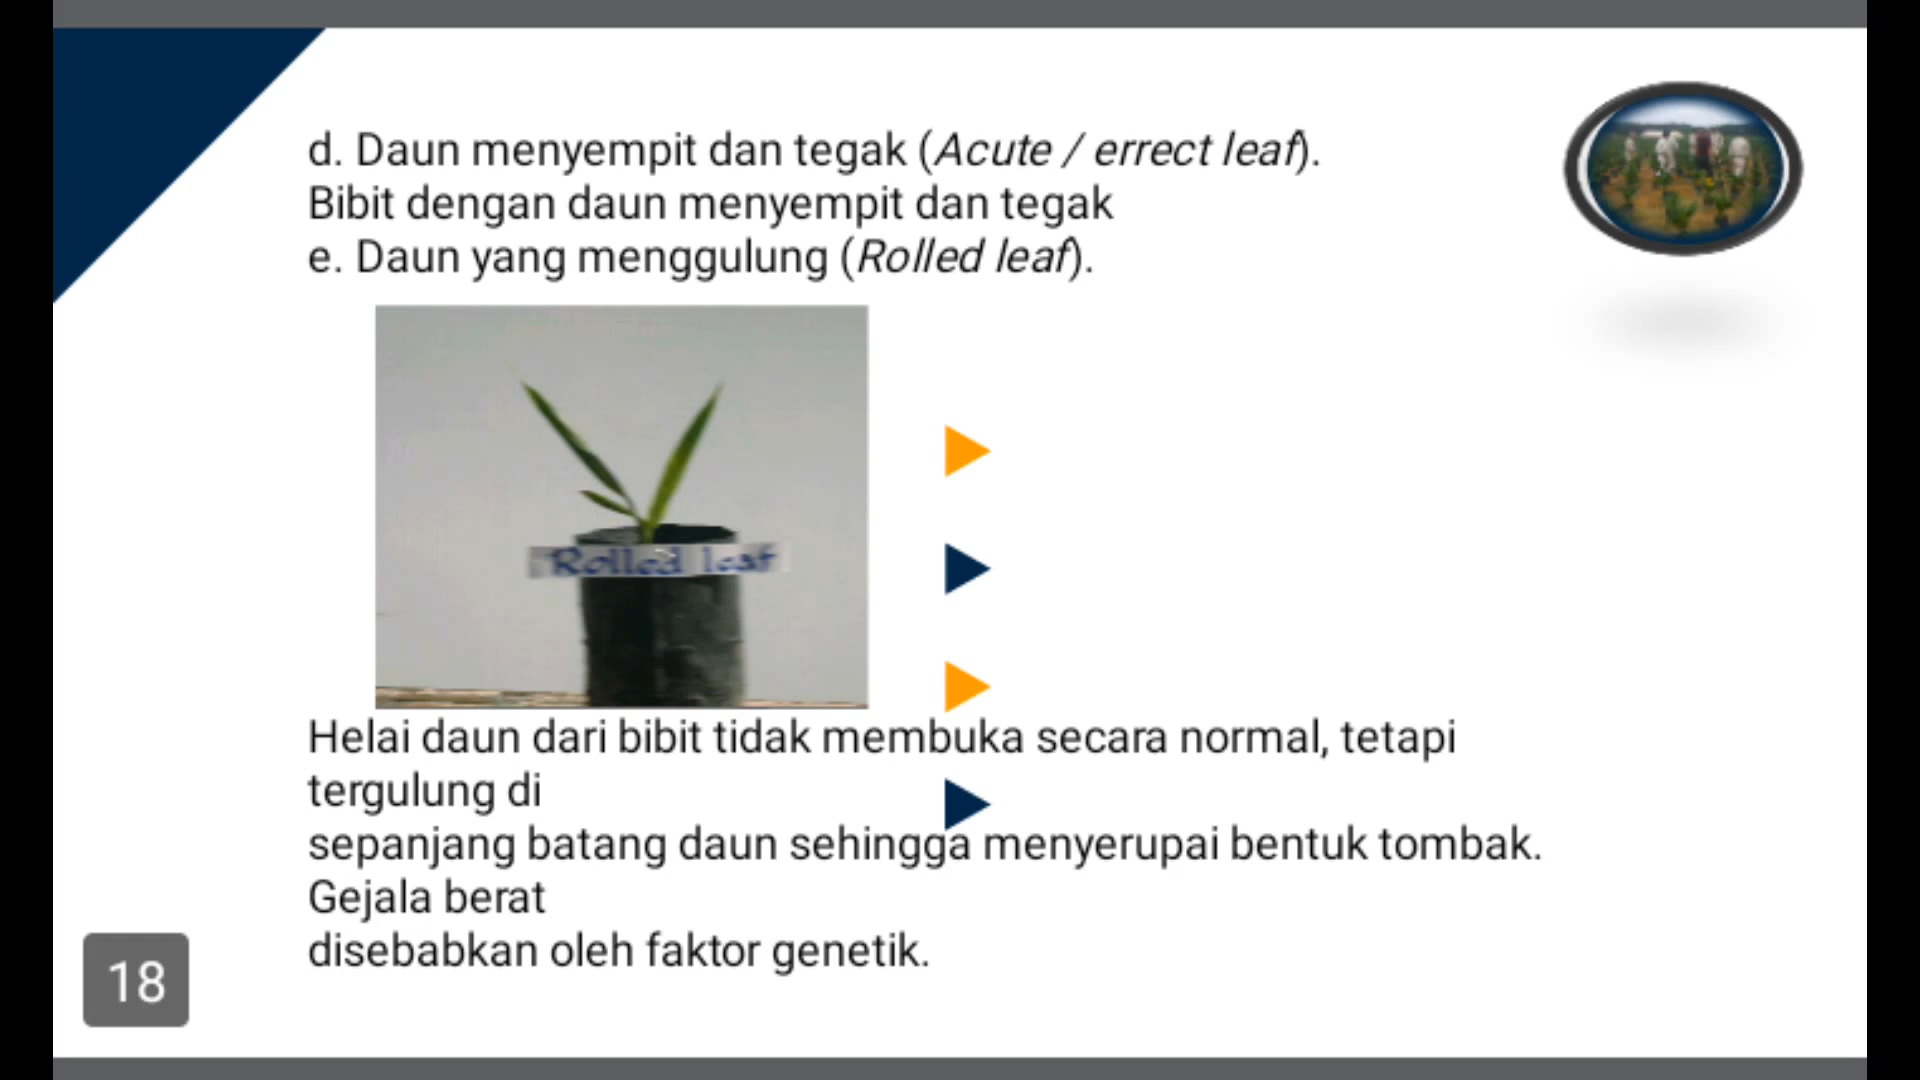 d. Daun menyempit dan tegak (Acute / errect leaf).
Bibit dengan daun menyempit dan tegak
e. Daun yang menggulung (Rolled leaf).
Rolled leaf
Helai daun dari bibit tidak membuka secara normal, tetapi
tergulung di
sepanjang batang daun sehingga menyerupai bentuk tombak.
Gejala berat
disebabkan oleh faktor genetik.
18